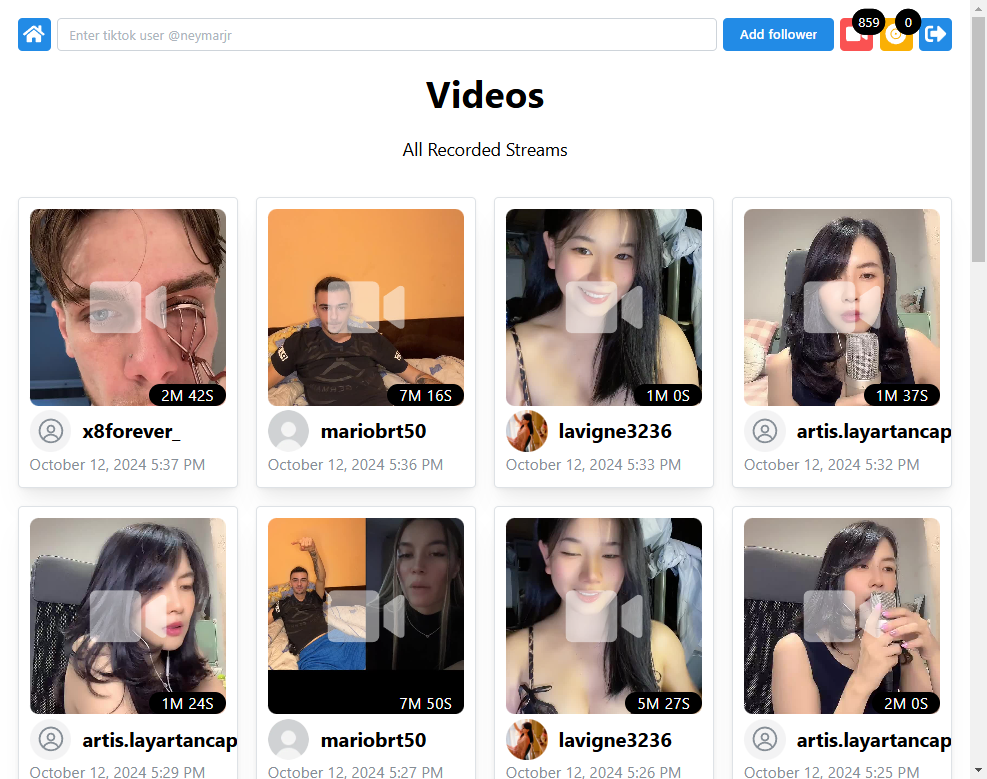 Enter tiktok user @neymarjr
Add follower
859
0
Videos
All Recorded Streams
2M 42S
7M 16S
1M 0S
1M 37S
x8forever_
mariobrt50
lavigne3236
artis.layartancap
October 12, 2024 5:37 PM
October 12, 2024 5:36 PM
October 12, 2024 5:33 PM
October 12, 2024 5:32 PM
1M 24S
7M 50S
5M 27S
2M 0S
artis.layartancap
mariobrt50
lavigne3236
artis.layartancap
October 12, 2024 5:29 PM
October 12, 2024 5:27 PM
October 12, 2024 5:26 PM
October 12, 2024 5:25 PM